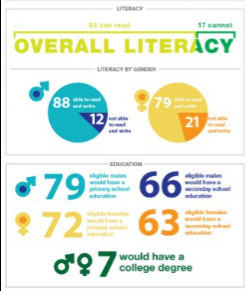 LITERACY
83 can read 17 cannot
OVERALL LITERACY
LITERACY BY GENDER
88 able to read
and write
12 not able
to read
and write
79 able to read
and write
21 not able
to read
and write
EDUCATION
79 eligible males
would have a
primary school
education
66 eligible males
would have a
secondary school
education
72 eligible females
would have a
primary school
education
63 eligible females
would have a
secondary school
education
7 would have a
college degree